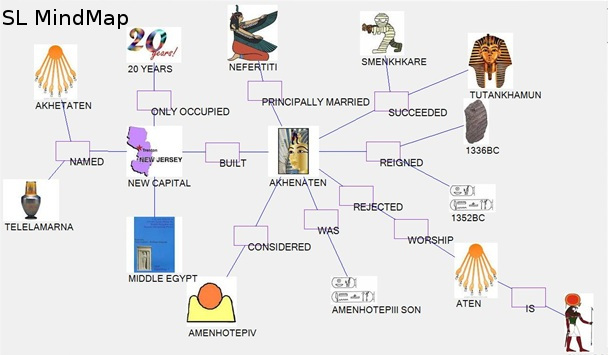 SL MindMap
20 years!
20 YEARS
NEFERTITI
SMENKHKARE
TUTANKHAMUN
AKHETATEN
ONLY OCCUPIED
PRINCIPALLY MARRIED
SUCCEEDED
1336BC
NAMED
Trenton
NEW JERSEY
NEW CAPITAL
BUILT
AKHENATEN
REIGNED
1352BC
TELELAMARNA
REJECTED
WAS
WORSHIP
CONSIDERED
MIDDLE EGYPT
AMENHOTEPIII SON
ATEN
IS
AMENHOTEPIV